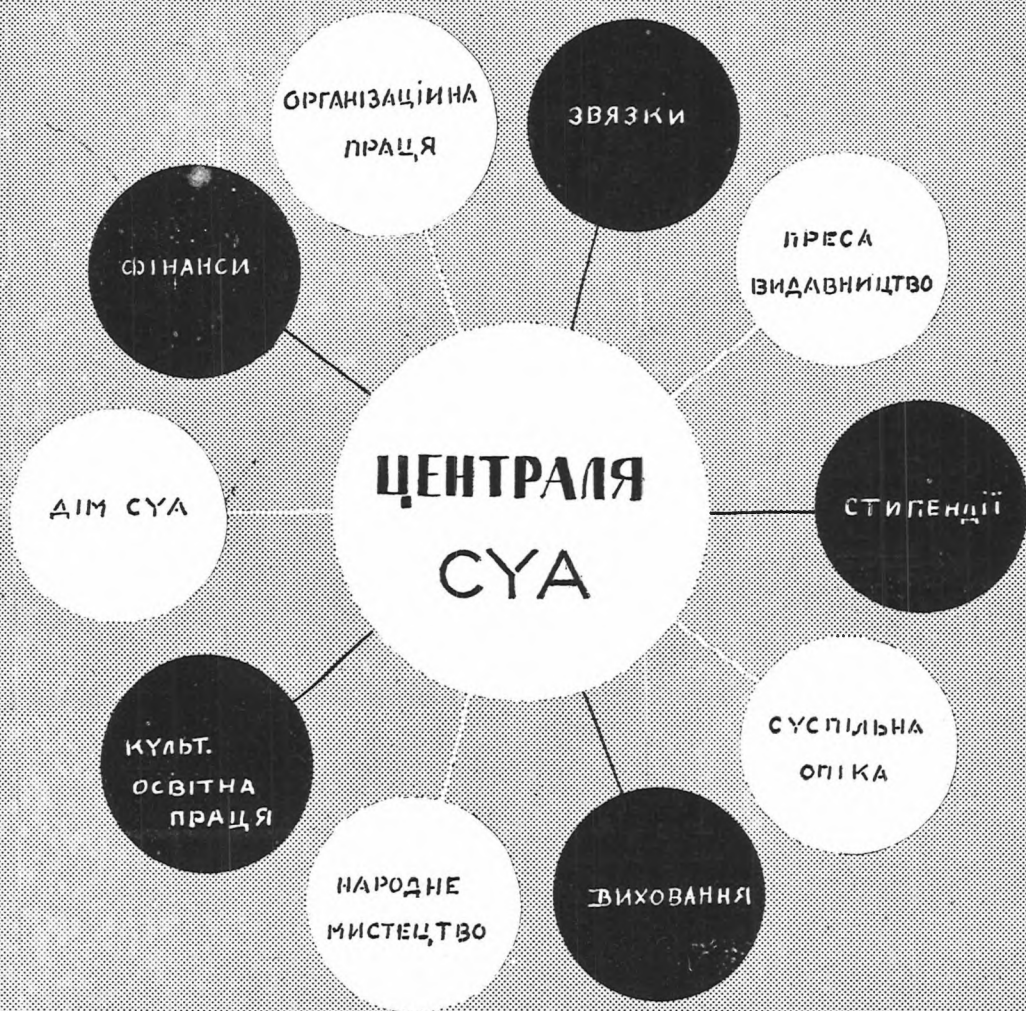 ОРГАНІЗАЦІЙНА
ПРАЦЯ
ЗВЯЗКИ
ПРЕСА
ВИДАВНИЦТВО
СТИПЕНДІЇ
СУСПІЛЬНА
ОПІКА
ВИХОВАННЯ
НАРОДНЕ
МИСТЕЦТВО
КУЛЬТ.
ОСВІТНА
ПРАЦЯ
ДІМ СУА
ФІНАНСИ
ЦЕНТРАЛЯ
СУА